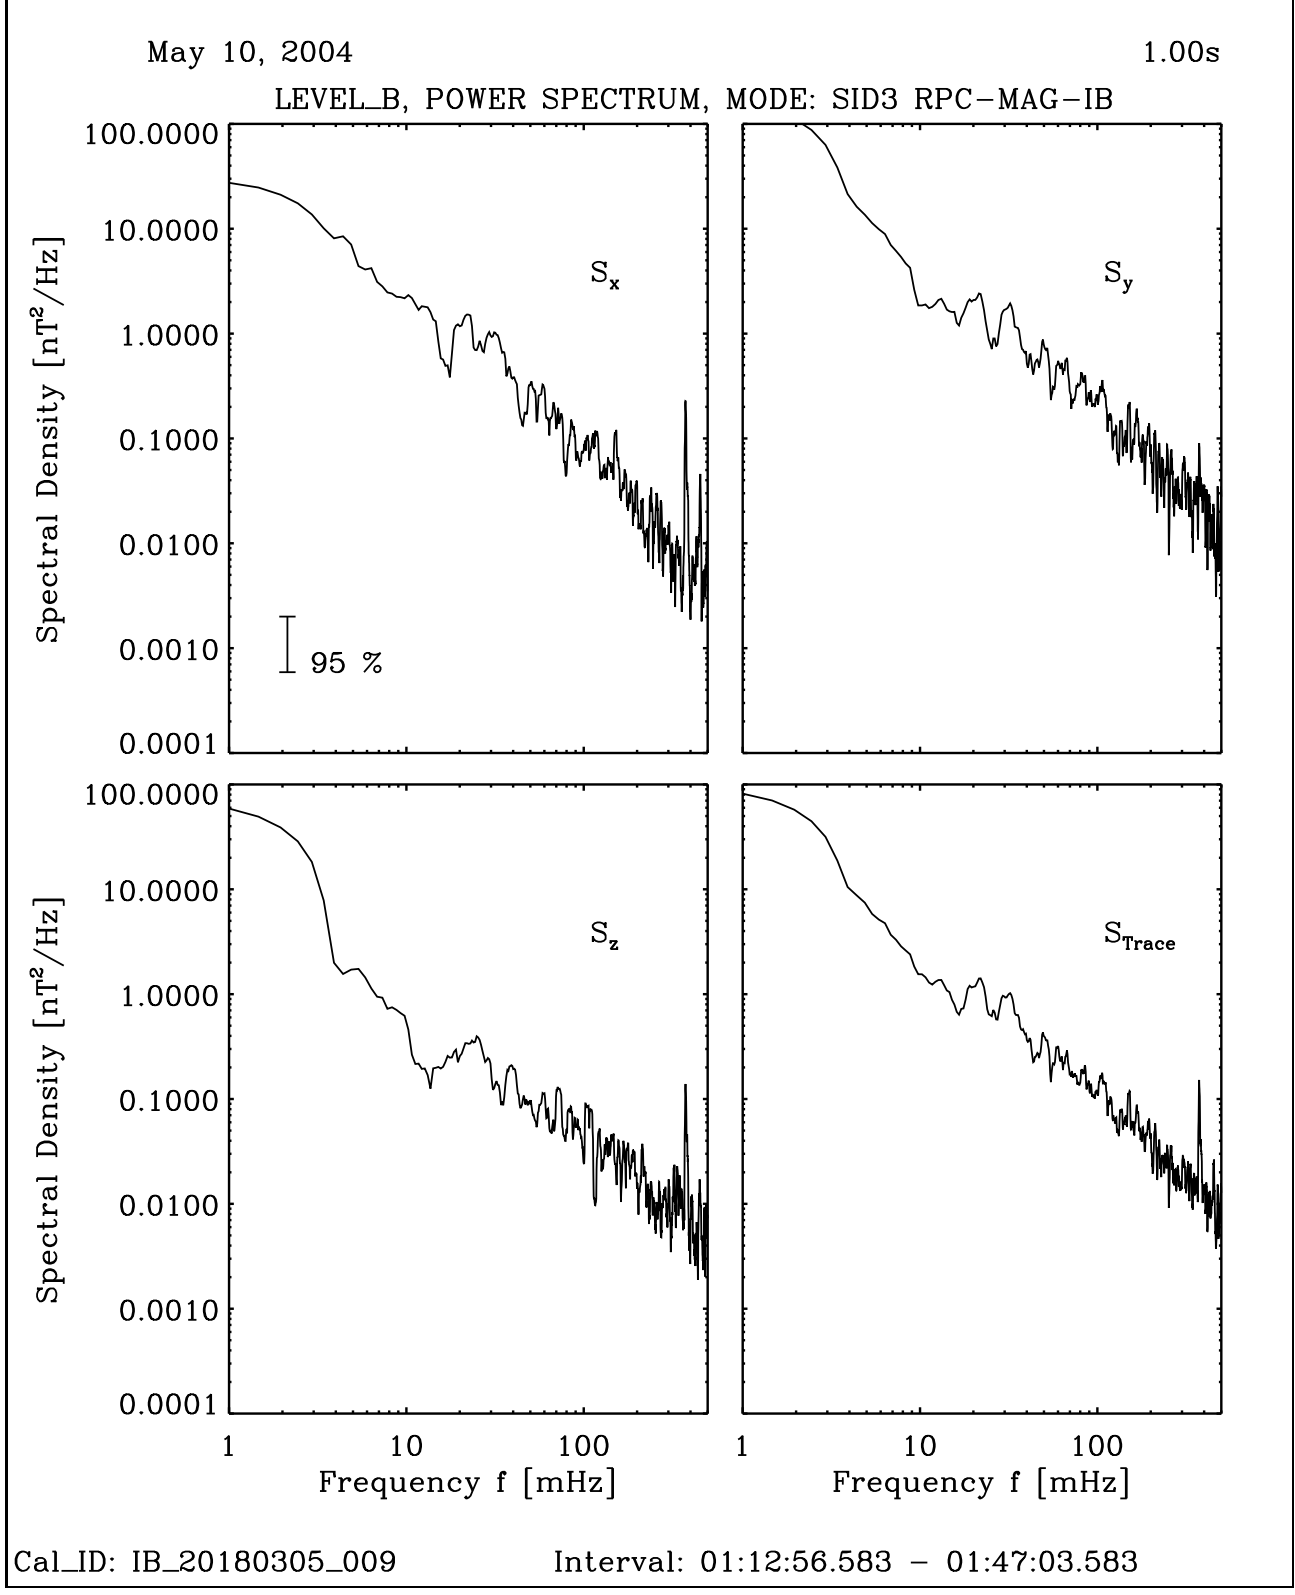 May 10, 2004 1.00s
LEVEL_B, POWER SPECTRUM, MODE: SID3 RPC-MAG-IB
100.0000
10.0000
1.0000
0.1000
0.0100
0.0010
0.0001
Spectral Density [nT²/Hz]
Sx
95 %
Sy
100.0000
10.0000
1.0000
0.1000
0.0100
0.0010
0.0001
Spectral Density [nT²/Hz]
Sz
STrace
1 10 100
Frequency f [mHz]
1 10 100
Frequency f [mHz]
Cal_ID: IB_20180305_009 Interval: 01:12:56.583 - 01:47:03.583